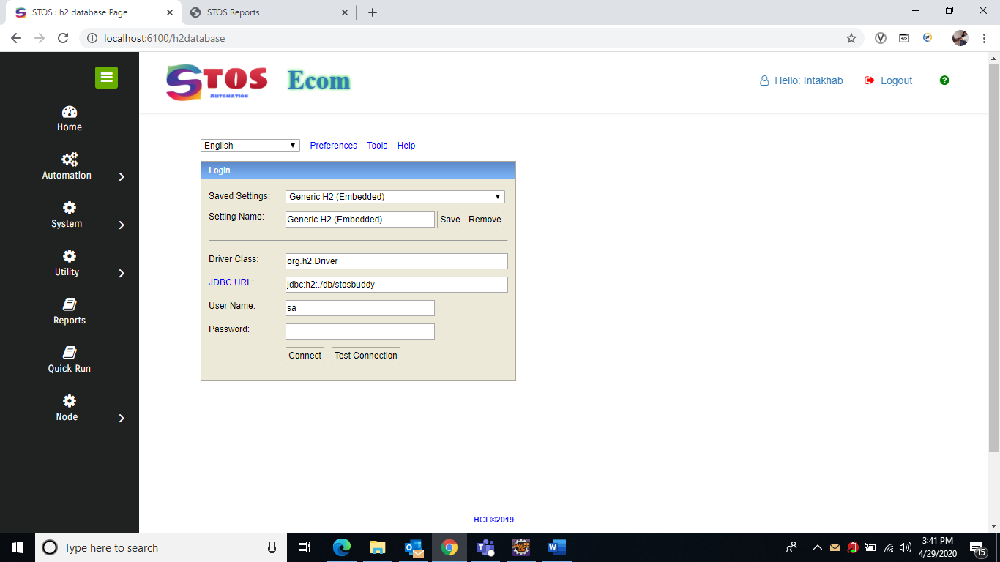 STOS : h2 database Page
STOS Reports
localhost:6100/h2database
STOS
AUTOMATION
Ecom
Hello: Intakhab
Logout
Home
Automation
System
Utility
Reports
Quick Run
Node
English
Preferences
Tools
Help
Login
Saved Settings: Generic H2 (Embedded)
Setting Name: Generic H2 (Embedded) Save Remove
Driver Class: org.h2.Driver
JDBC URL: jdbc:h2:./db/stosbuddy
User Name: sa
Password:
Connect Test Connection
HCL©2019
Type here to search
3:41 PM
4/29/2020
15